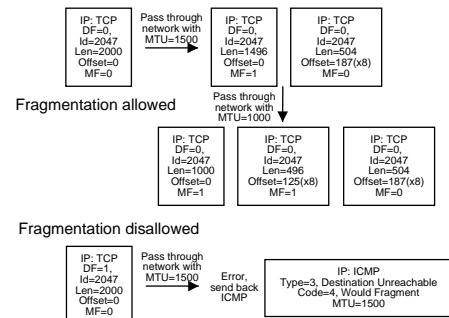 IP: TCP
DF=0,
Id=2047
Len=2000
Offset=0
MF=0
Pass through
network with
MTU=1500
IP: TCP
DF=0,
Id=2047
Len=1496
Offset=0
MF=1
IP: TCP
DF=0,
Id=2047
Len=504
Offset=187(x8)
MF=0
Fragmentation allowed
Pass through
network with
MTU=1000
IP: TCP
DF=0,
Id=2047
Len=1000
Offset=0
MF=1
IP: TCP
DF=0,
Id=2047
Len=496
Offset=125(x8)
MF=1
IP: TCP
DF=0,
Id=2047
Len=504
Offset=187(x8)
MF=0
Fragmentation disallowed
IP: TCP
DF=1,
Id=2047
Len=2000
Offset=0
MF=0
Pass through
network with
MTU=1500
Error,
send back
ICMP
IP: ICMP
Type=3, Destination Unreachable
Code=4, Would Fragment
MTU=1500